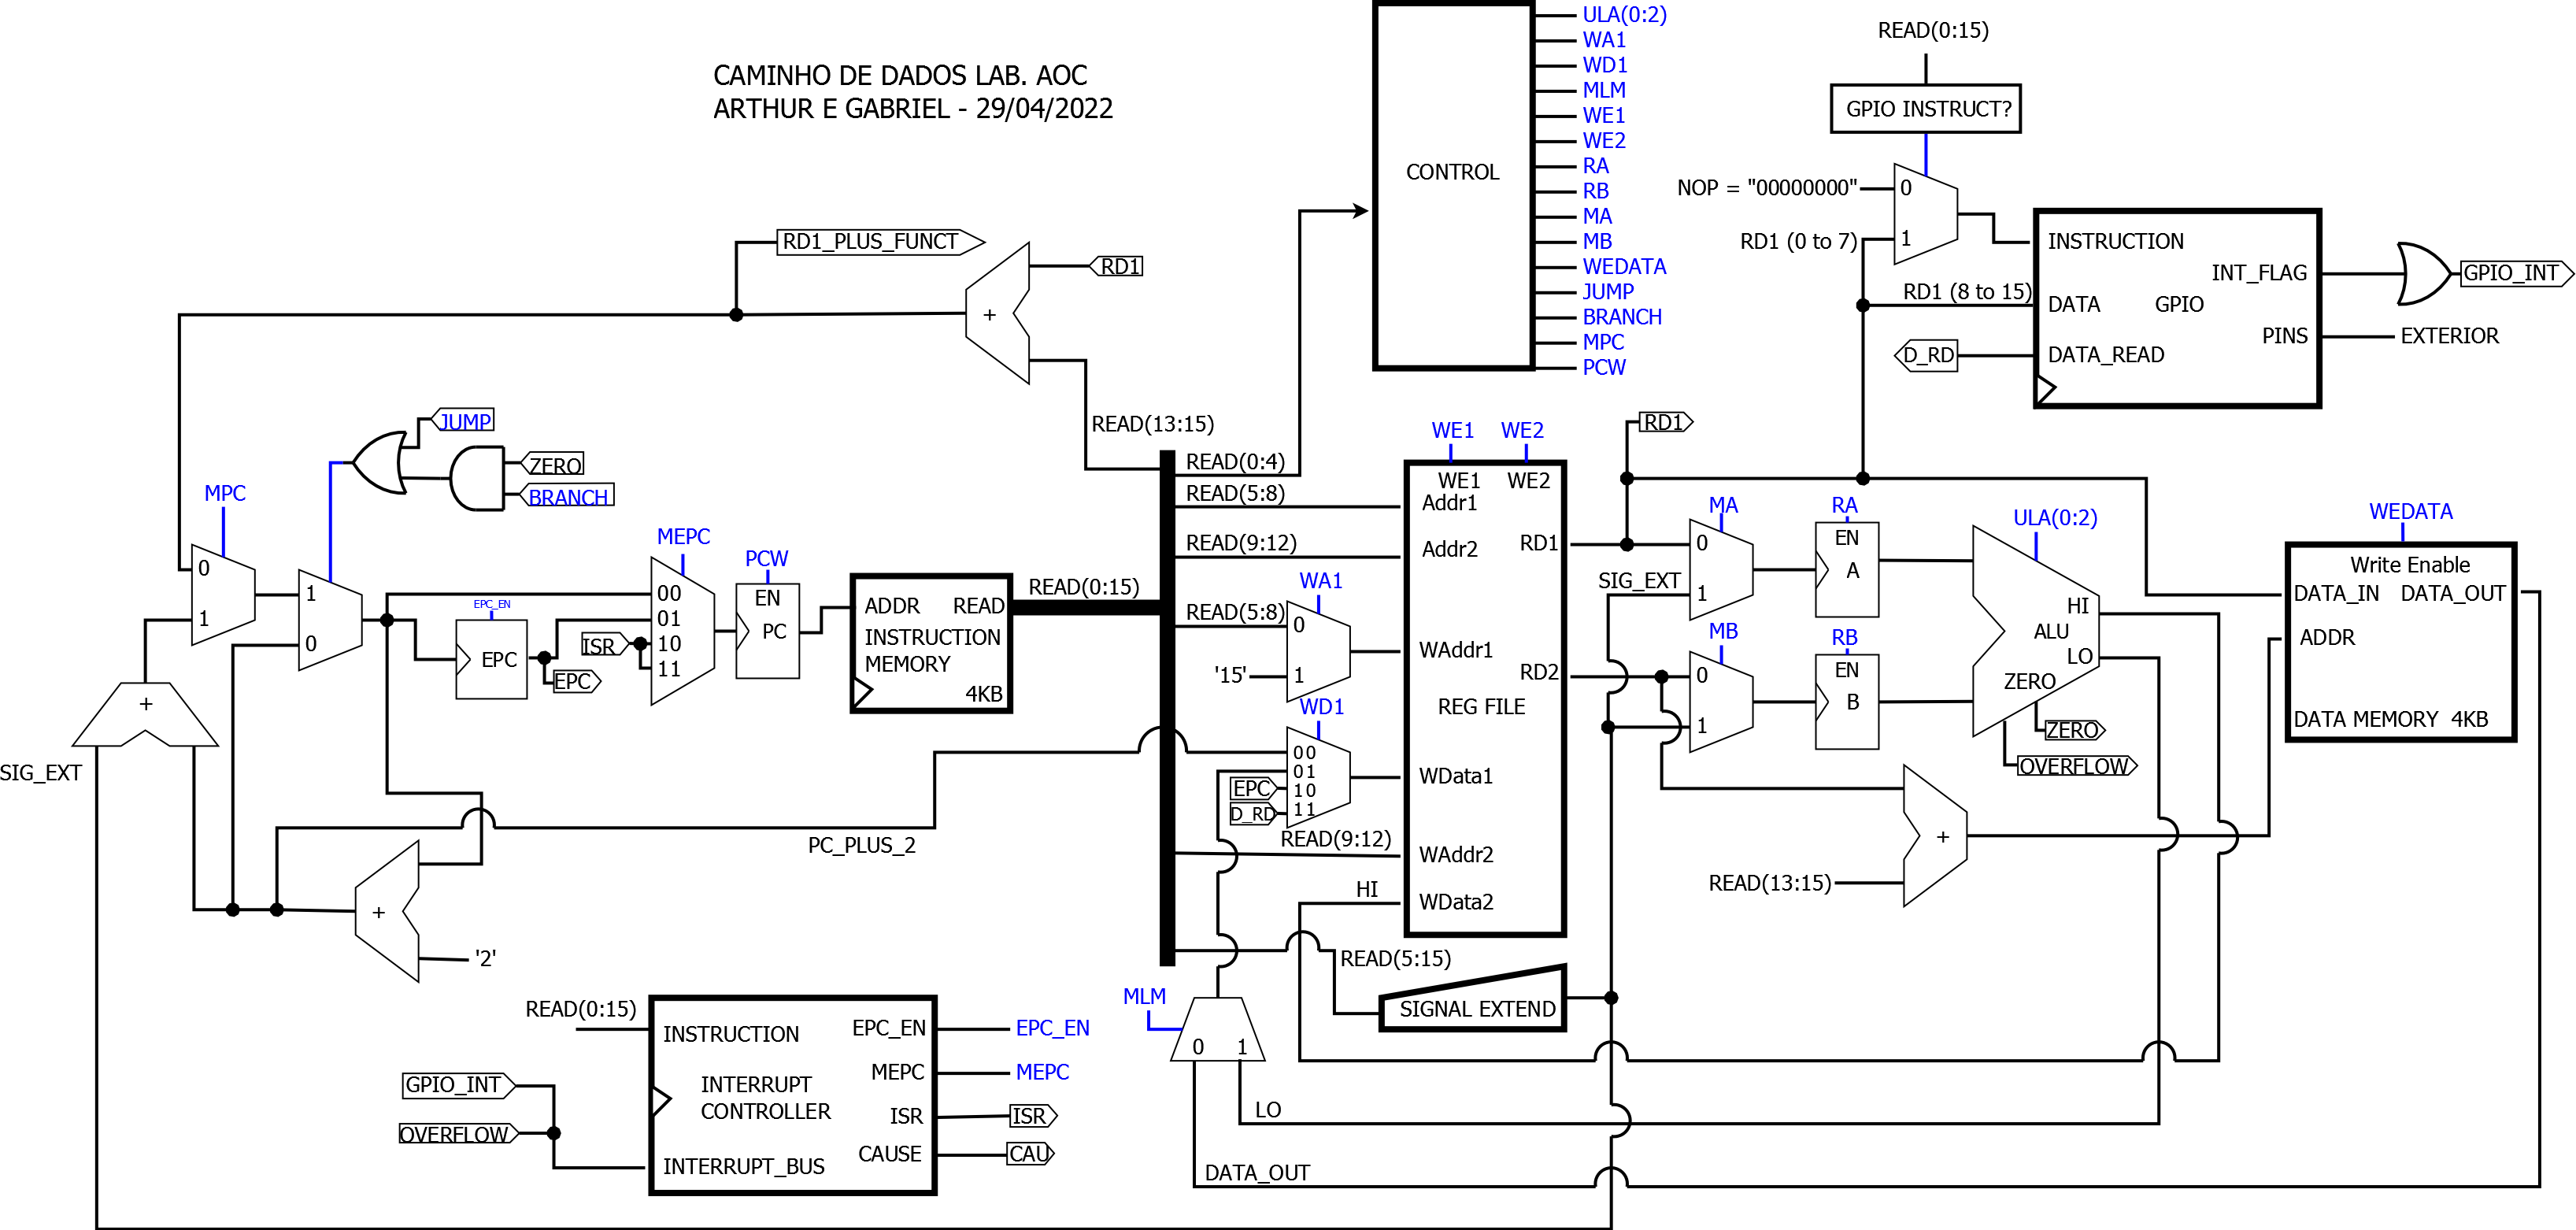 CAMINHO DE DADOS LAB. AOC
ARTHUR E GABRIEL - 29/04/2022
CONTROL
ULA(0:2)
WA1
WD1
MLM
WE1
WE2
RA
RB
MA
MB
WEDATA
JUMP
BRANCH
MPC
PCW
READ(0:15)
GPIO INSTRUCT?
NOP = "00000000"
0
RD1 (0 to 7)
1
INSTRUCTION
INT_FLAG
RD1 (8 to 15)
DATA
GPIO
PINS
D_RD
DATA_READ
GPIO_INT
EXTERIOR
RD1_PLUS_FUNCT
RD1
+
READ(13:15)
JUMP
ZERO
BRANCH
MPC
0
1
1
0
EPC_EN
EPC
EPC
MEPC
00
01
10
11
ISR
PCW
EN
PC
ADDR
READ
INSTRUCTION
MEMORY
4KB
READ(0:15)
READ(0:4)
READ(5:8)
READ(9:12)
READ(5:8)
WA1
0
'15'
1
WD1
00
01
10
11
EPC
D_RD
READ(9:12)
HI
READ(5:15)
WE1
WE2
WE1
WE2
Addr1
Addr2
RD1
WAddr1
RD2
REG FILE
WData1
WAddr2
WData2
RD1
SIG_EXT
MA
0
1
MB
0
1
RA
EN
A
RB
EN
B
ULA(0:2)
HI
ALU
LO
ZERO
ZERO
OVERFLOW
WEDATA
Write Enable
DATA_IN
DATA_OUT
ADDR
DATA MEMORY 4KB
+
READ(13:15)
+
SIG_EXT
PC_PLUS_2
+
'2'
SIGNAL EXTEND
MLM
0
1
LO
DATA_OUT
READ(0:15)
INSTRUCTION
INTERRUPT
CONTROLLER
INTERRUPT_BUS
EPC_EN
MEPC
ISR
CAUSE
GPIO_INT
OVERFLOW
EPC_EN
MEPC
ISR
CAU